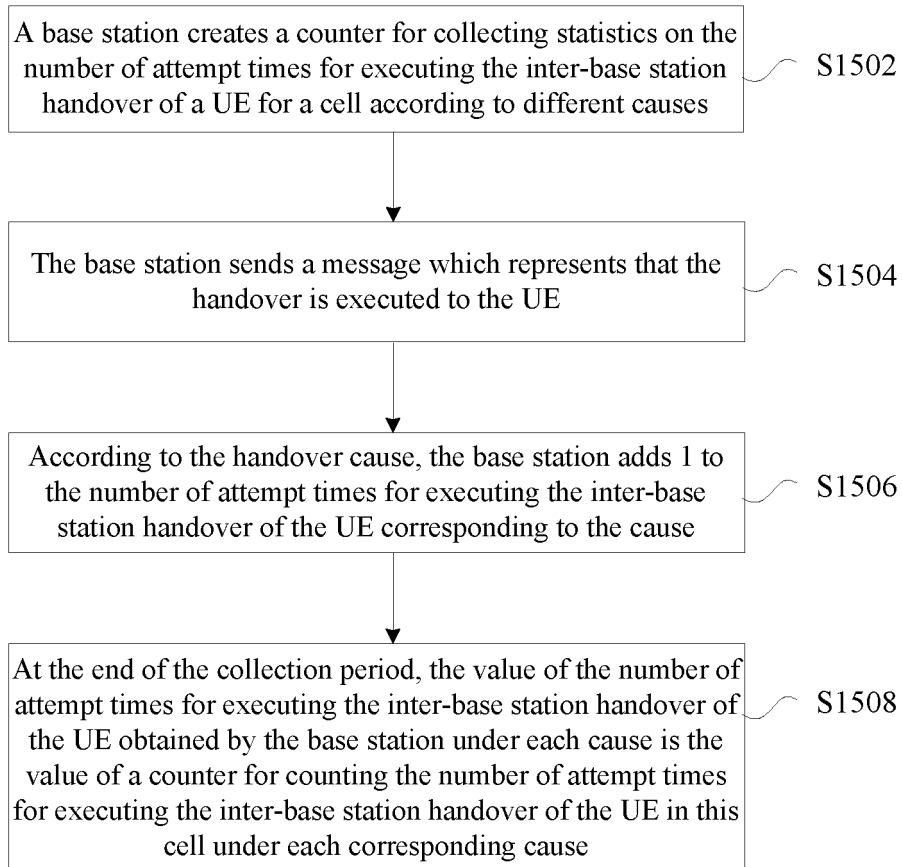 A base station creates a counter for collecting statistics on the
number of attempt times for executing the inter-base station
handover of a UE for a cell according to different causes
S1502
The base station sends a message which represents that the
handover is executed to the UE
S1504
According to the handover cause, the base station adds 1 to
the number of attempt times for executing the inter-base
station handover of the UE corresponding to the cause
S1506
At the end of the collection period, the value of the number of
attempt times for executing the inter-base station handover of
the UE obtained by the base station under each cause is the
value of a counter for counting the number of attempt times
for executing the inter-base station handover of the UE in this
cell under each corresponding cause
S1508